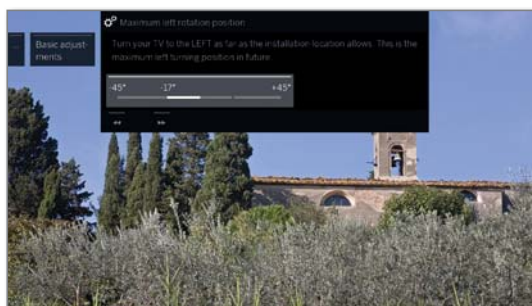 Maximum left rotation position
... Basic adjust-
ments
Turn your TV to the LEFT as far as the installation location allows. This is the
maximum left turning position in future.
-45° -17° +45°